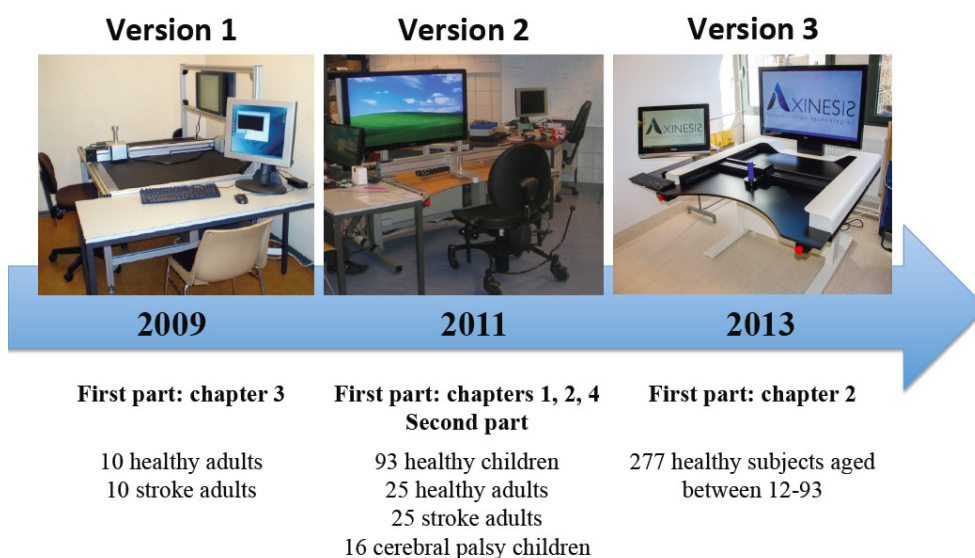 Version 1
Version 2
Version 3
AXINESIS
AXINESIS
rehabilitation technologies
2009
2011
2013
First part: chapter 3
10 healthy adults
10 stroke adults
First part: chapters 1, 2, 4
Second part
93 healthy children
25 healthy adults
25 stroke adults
16 cerebral palsy children
First part: chapter 2
277 healthy subjects aged
between 12-93